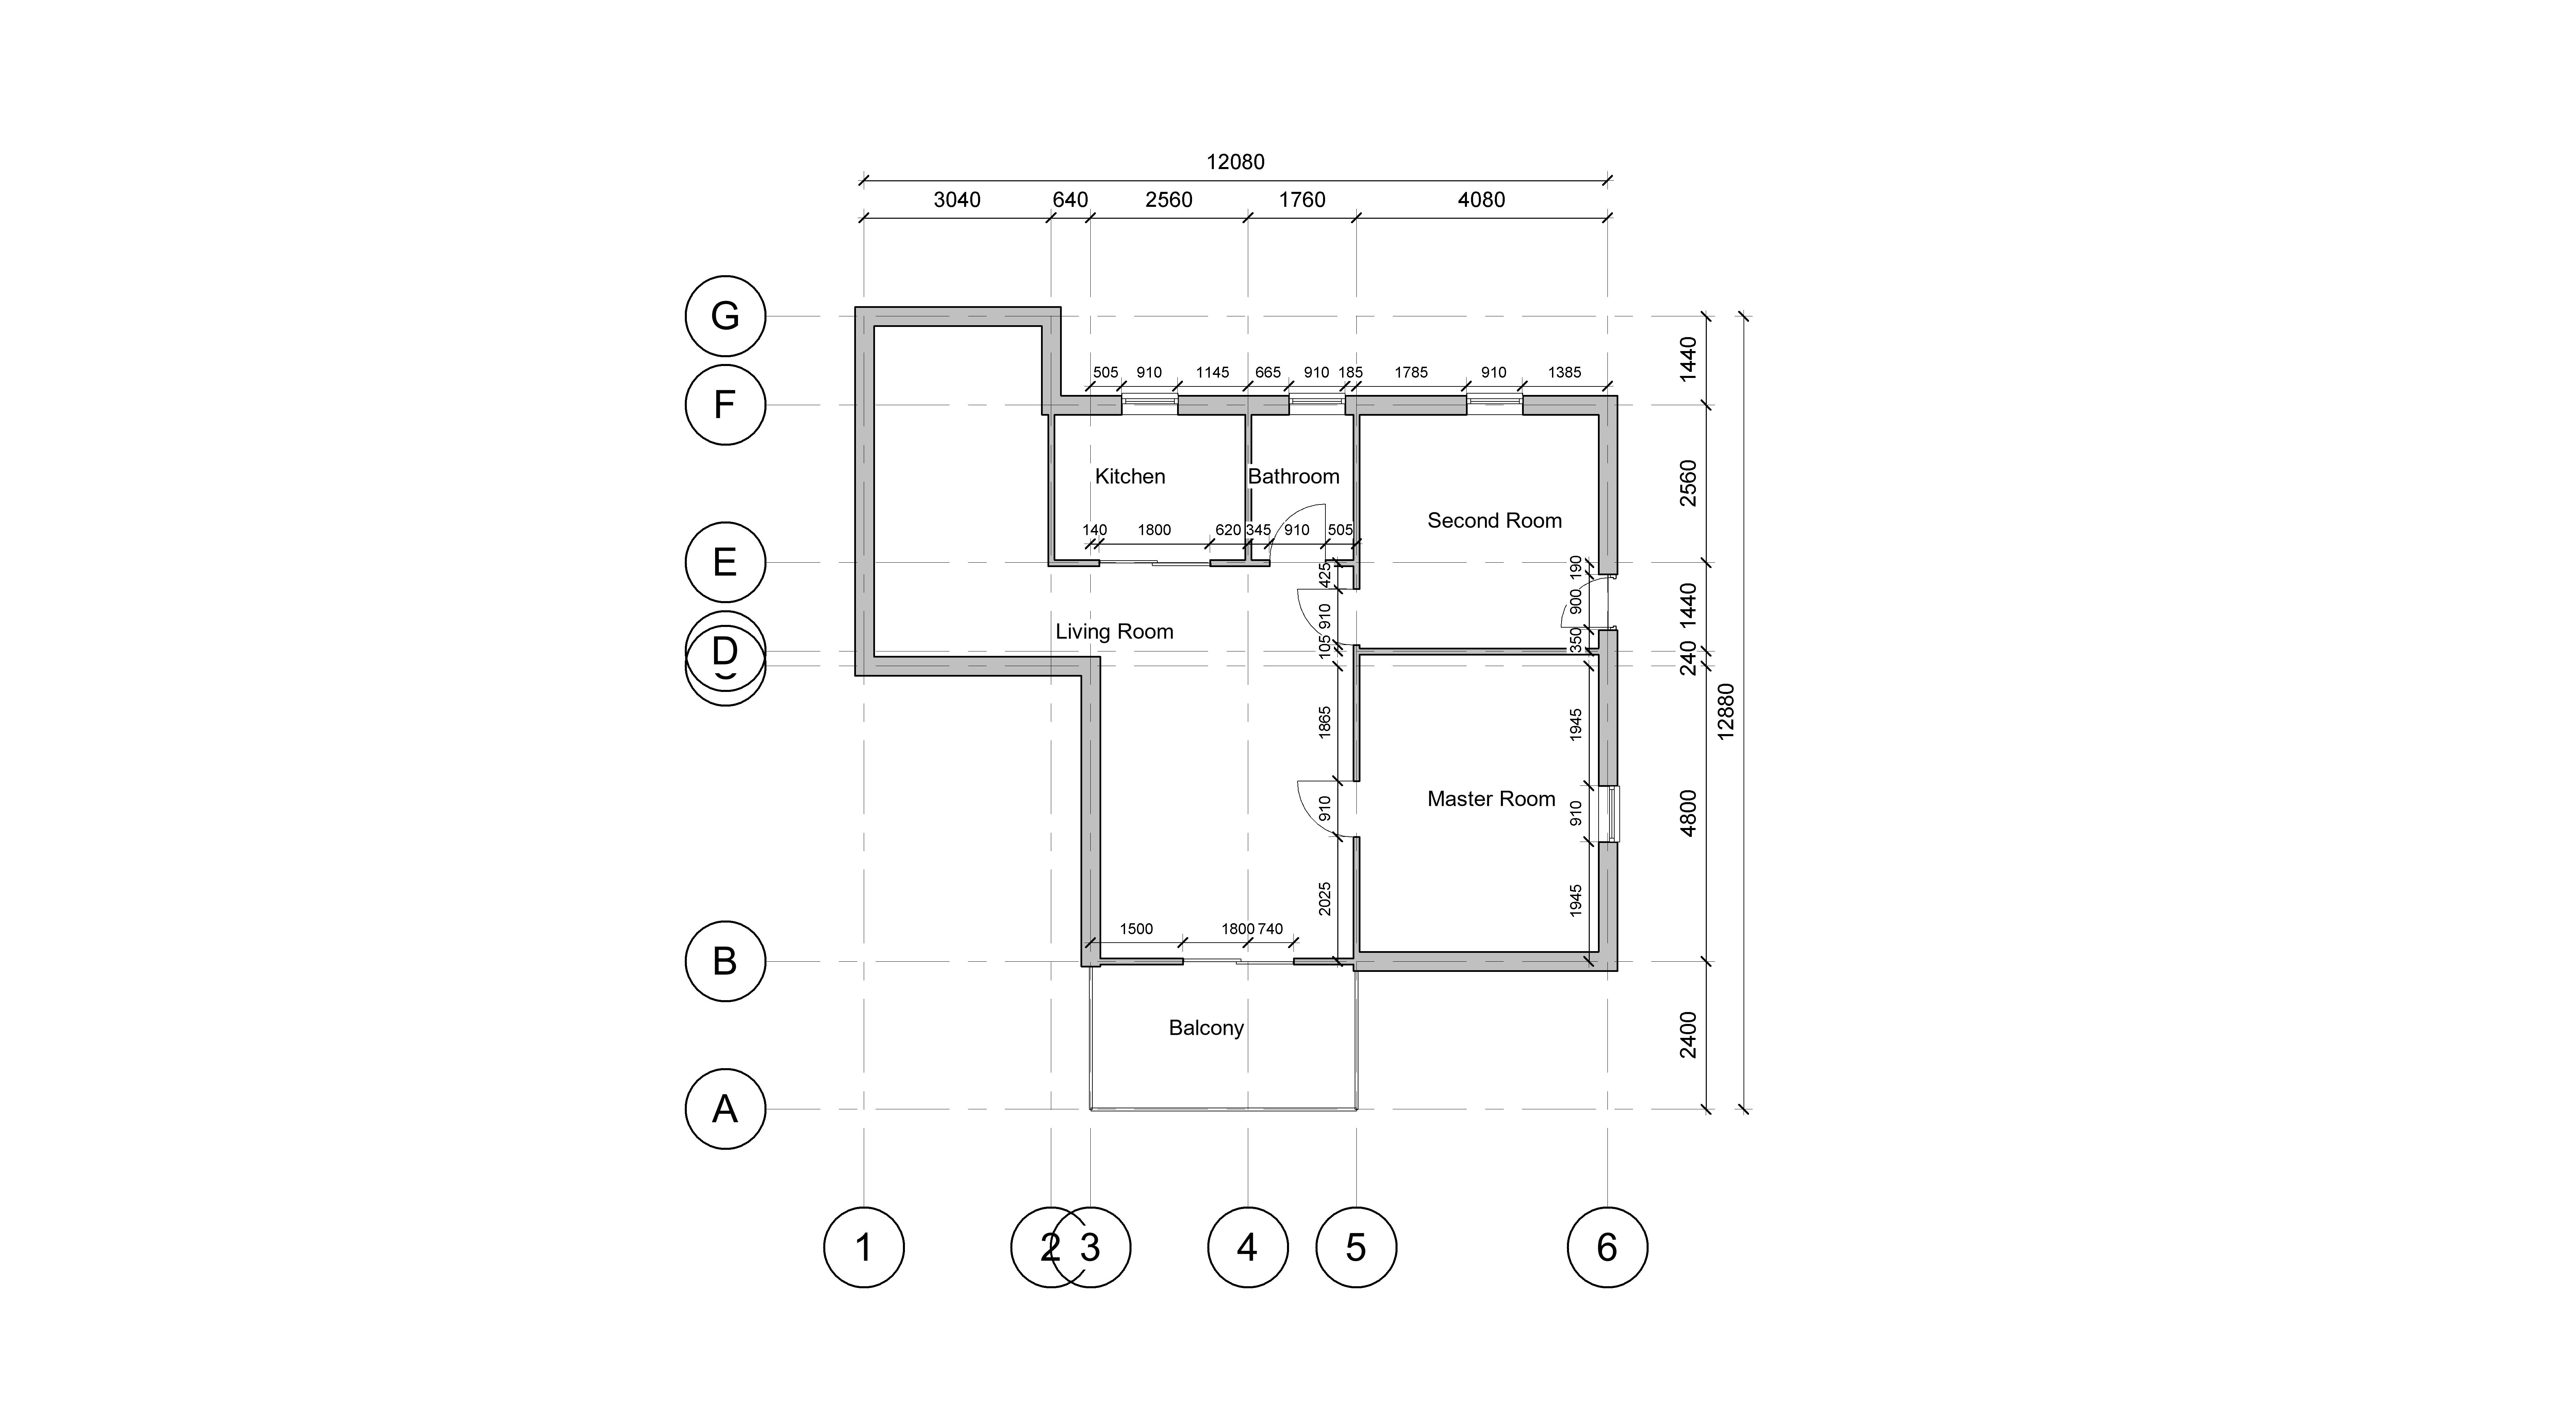 12080
3040 640 2560 1760 4080
G
1440
505 910 1145 665 910 185 1785 910 1385
F
Kitchen Bathroom
2560
Second Room
140 1800 620 345 910 505
E
425 190
910 900 1440
Living Room
105 350
D
240
12880
1865 1945
Master Room
910 910 4800
2025 1945
1500 1800 740
B
Balcony
2400
A
1 2 3 4 5 6